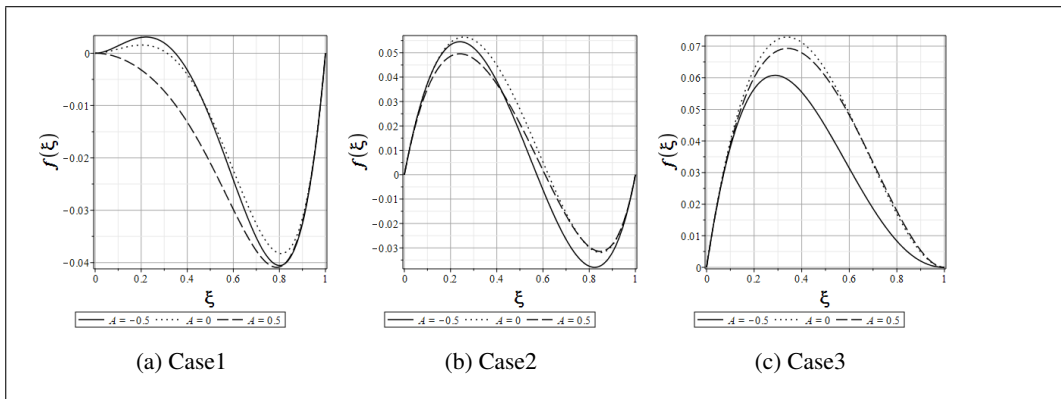 0
−0.01
−0.02
−0.03
−0.04
f(ξ)
0 0.2 0.4 0.6 0.8 1
ξ
A = −0.5 A = 0 A = 0.5
(a) Case1
0.05
0.04
0.03
0.02
0.01
0
−0.01
−0.02
−0.03
f(ξ)
0 0.2 0.4 0.6 0.8 1
ξ
A = −0.5 A = 0 A = 0.5
(b) Case2
0.07
0.06
0.05
0.04
0.03
0.02
0.01
0
f(ξ)
0 0.2 0.4 0.6 0.8 1
ξ
A = −0.5 A = 0 A = 0.5
(c) Case3